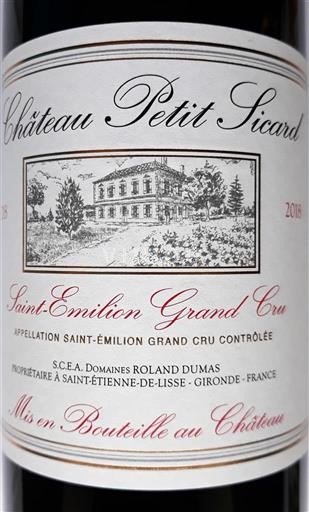 Château Petit Sicard
18 2018
Saint-Emilion Grand Cru
APPELLATION SAINT-ÉMILION GRAND CRU CONTRÔLÉE
S.C.E.A. DOMAINES ROLAND DUMAS
PROPRIÉTAIRE À SAINT-ÉTIENNE-DE-LISSE - GIRONDE - FRANCE
Mis en Bouteille au Château